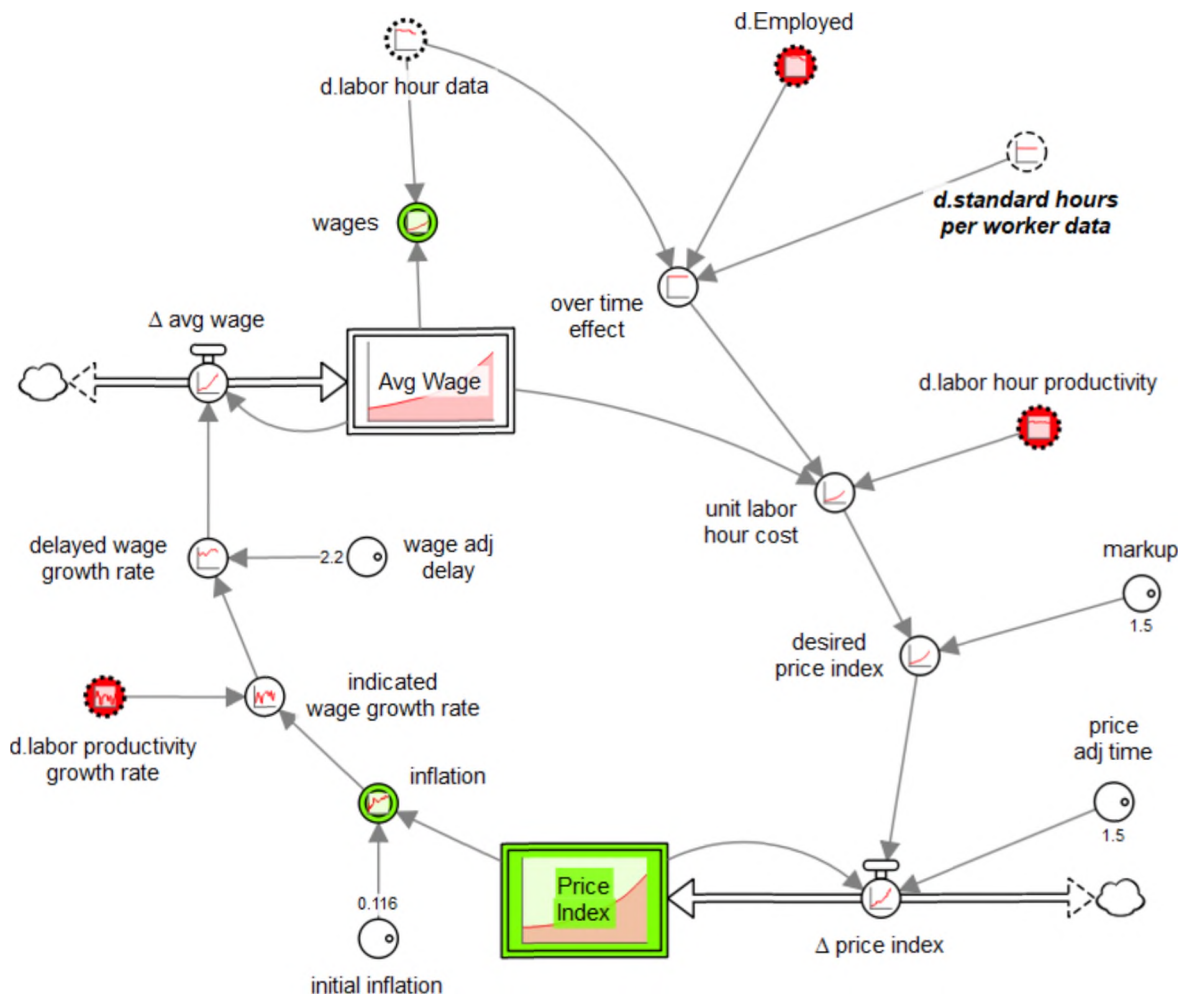 d.Employed
d.labor hour data
d.standard hours
per worker data
wages
over time
effect
Δ avg wage
Avg Wage
d.labor hour productivity
unit labor
hour cost
delayed wage
growth rate
2.2
wage adj
delay
markup
1.5
desired
price index
indicated
wage growth rate
d.labor productivity
growth rate
price
adj time
1.5
inflation
0.116
Price
Index
Δ price index
initial inflation